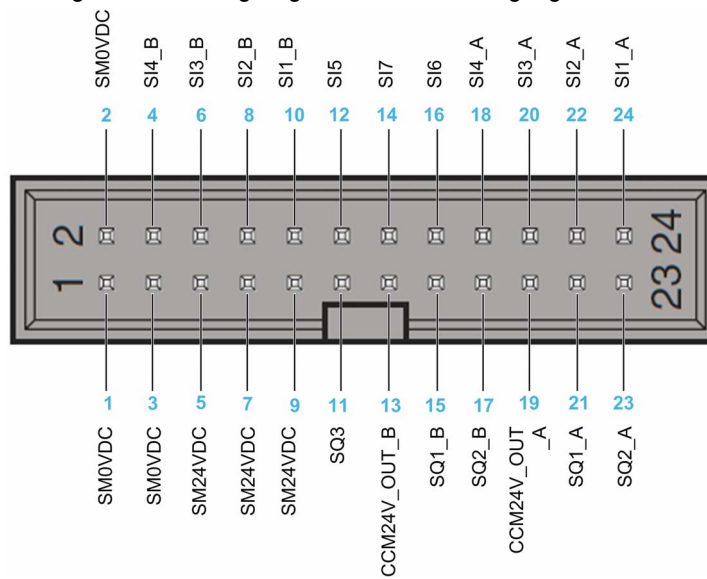 SM0VDC SI4_B SI3_B SI2_B SI1_B SI5 SI7 SI6 SI4_A SI3_A SI2_A SI1_A
2 4 6 8 10 12 14 16 18 20 22 24
2 24
1 23
1 3 5 7 9 11 13 15 17 19 21 23
SM0VDC SM0VDC SM24VDC SM24VDC SM24VDC SQ3 CCM24V_OUT_B SQ1_B SQ2_B CCM24V_OUT_A SQ1_A SQ2_A